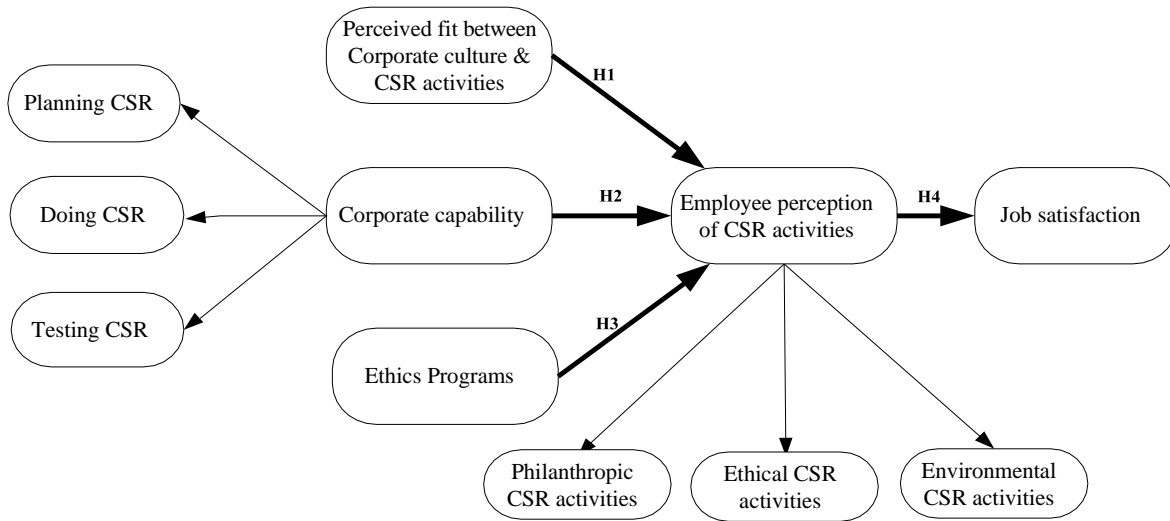 Perceived fit between
Corporate culture &
CSR activities
H1
Planning CSR
Doing CSR
Testing CSR
Corporate capability
H2
Employee perception
of CSR activities
H4
Job satisfaction
H3
Ethics Programs
Philanthropic
CSR activities
Ethical CSR
activities
Environmental
CSR activities